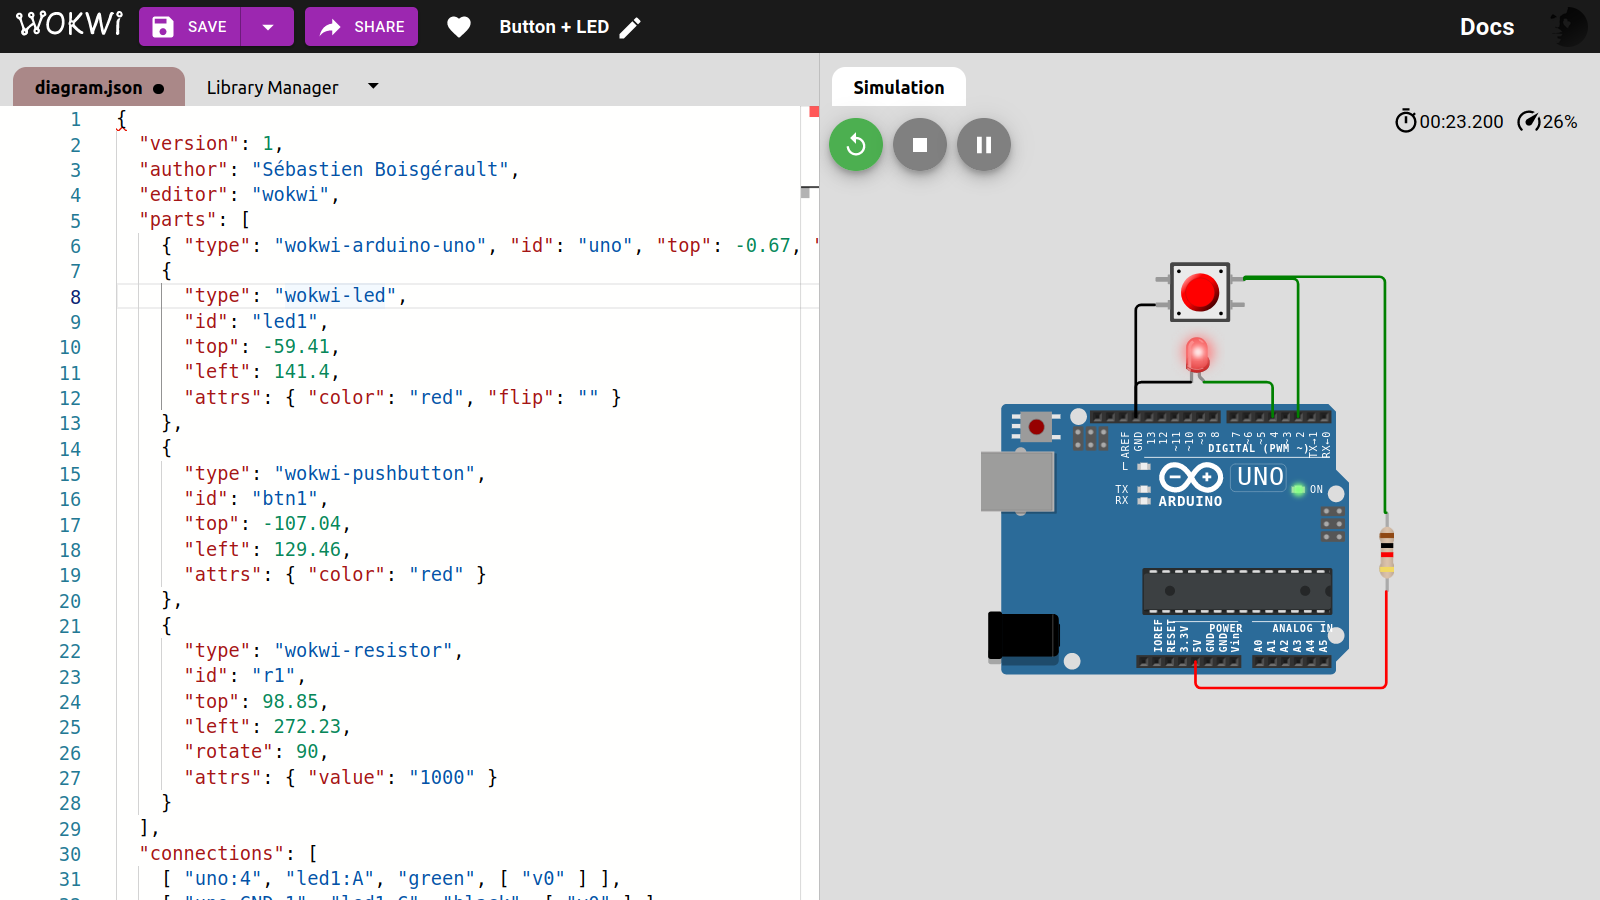 WOKWI
SAVE
SHARE
Button + LED
Docs
diagram.json
Library Manager
Simulation
00:23.200
26%
1 {
2 "version": 1,
3 "author": "Sébastien Boisgérault",
4 "editor": "wokwi",
5 "parts": [
6 { "type": "wokwi-arduino-uno", "id": "uno", "top": -0.67, "
7 {
8 "type": "wokwi-led",
9 "id": "led1",
10 "top": -59.41,
11 "left": 141.4,
12 "attrs": { "color": "red", "flip": "" }
13 },
14 {
15 "type": "wokwi-pushbutton",
16 "id": "btn1",
17 "top": -107.04,
18 "left": 129.46,
19 "attrs": { "color": "red" }
20 },
21 {
22 "type": "wokwi-resistor",
23 "id": "r1",
24 "top": 98.85,
25 "left": 272.23,
26 "rotate": 90,
27 "attrs": { "value": "1000" }
28 }
29 ],
30 "connections": [
31 [ "uno:4", "led1:A", "green", [ "v0" ] ],
AREF
GND
13
12
~11
~10
~9
8
7
~6
~5
4
~3
2
TX→1
RX←0
DIGITAL (PWM ~)
L
TX
RX
UNO
ON
ARDUINO
IOREF
RESET
3.3V
5V
GND
GND
Vin
POWER
ANALOG IN
A0
A1
A2
A3
A4
A5